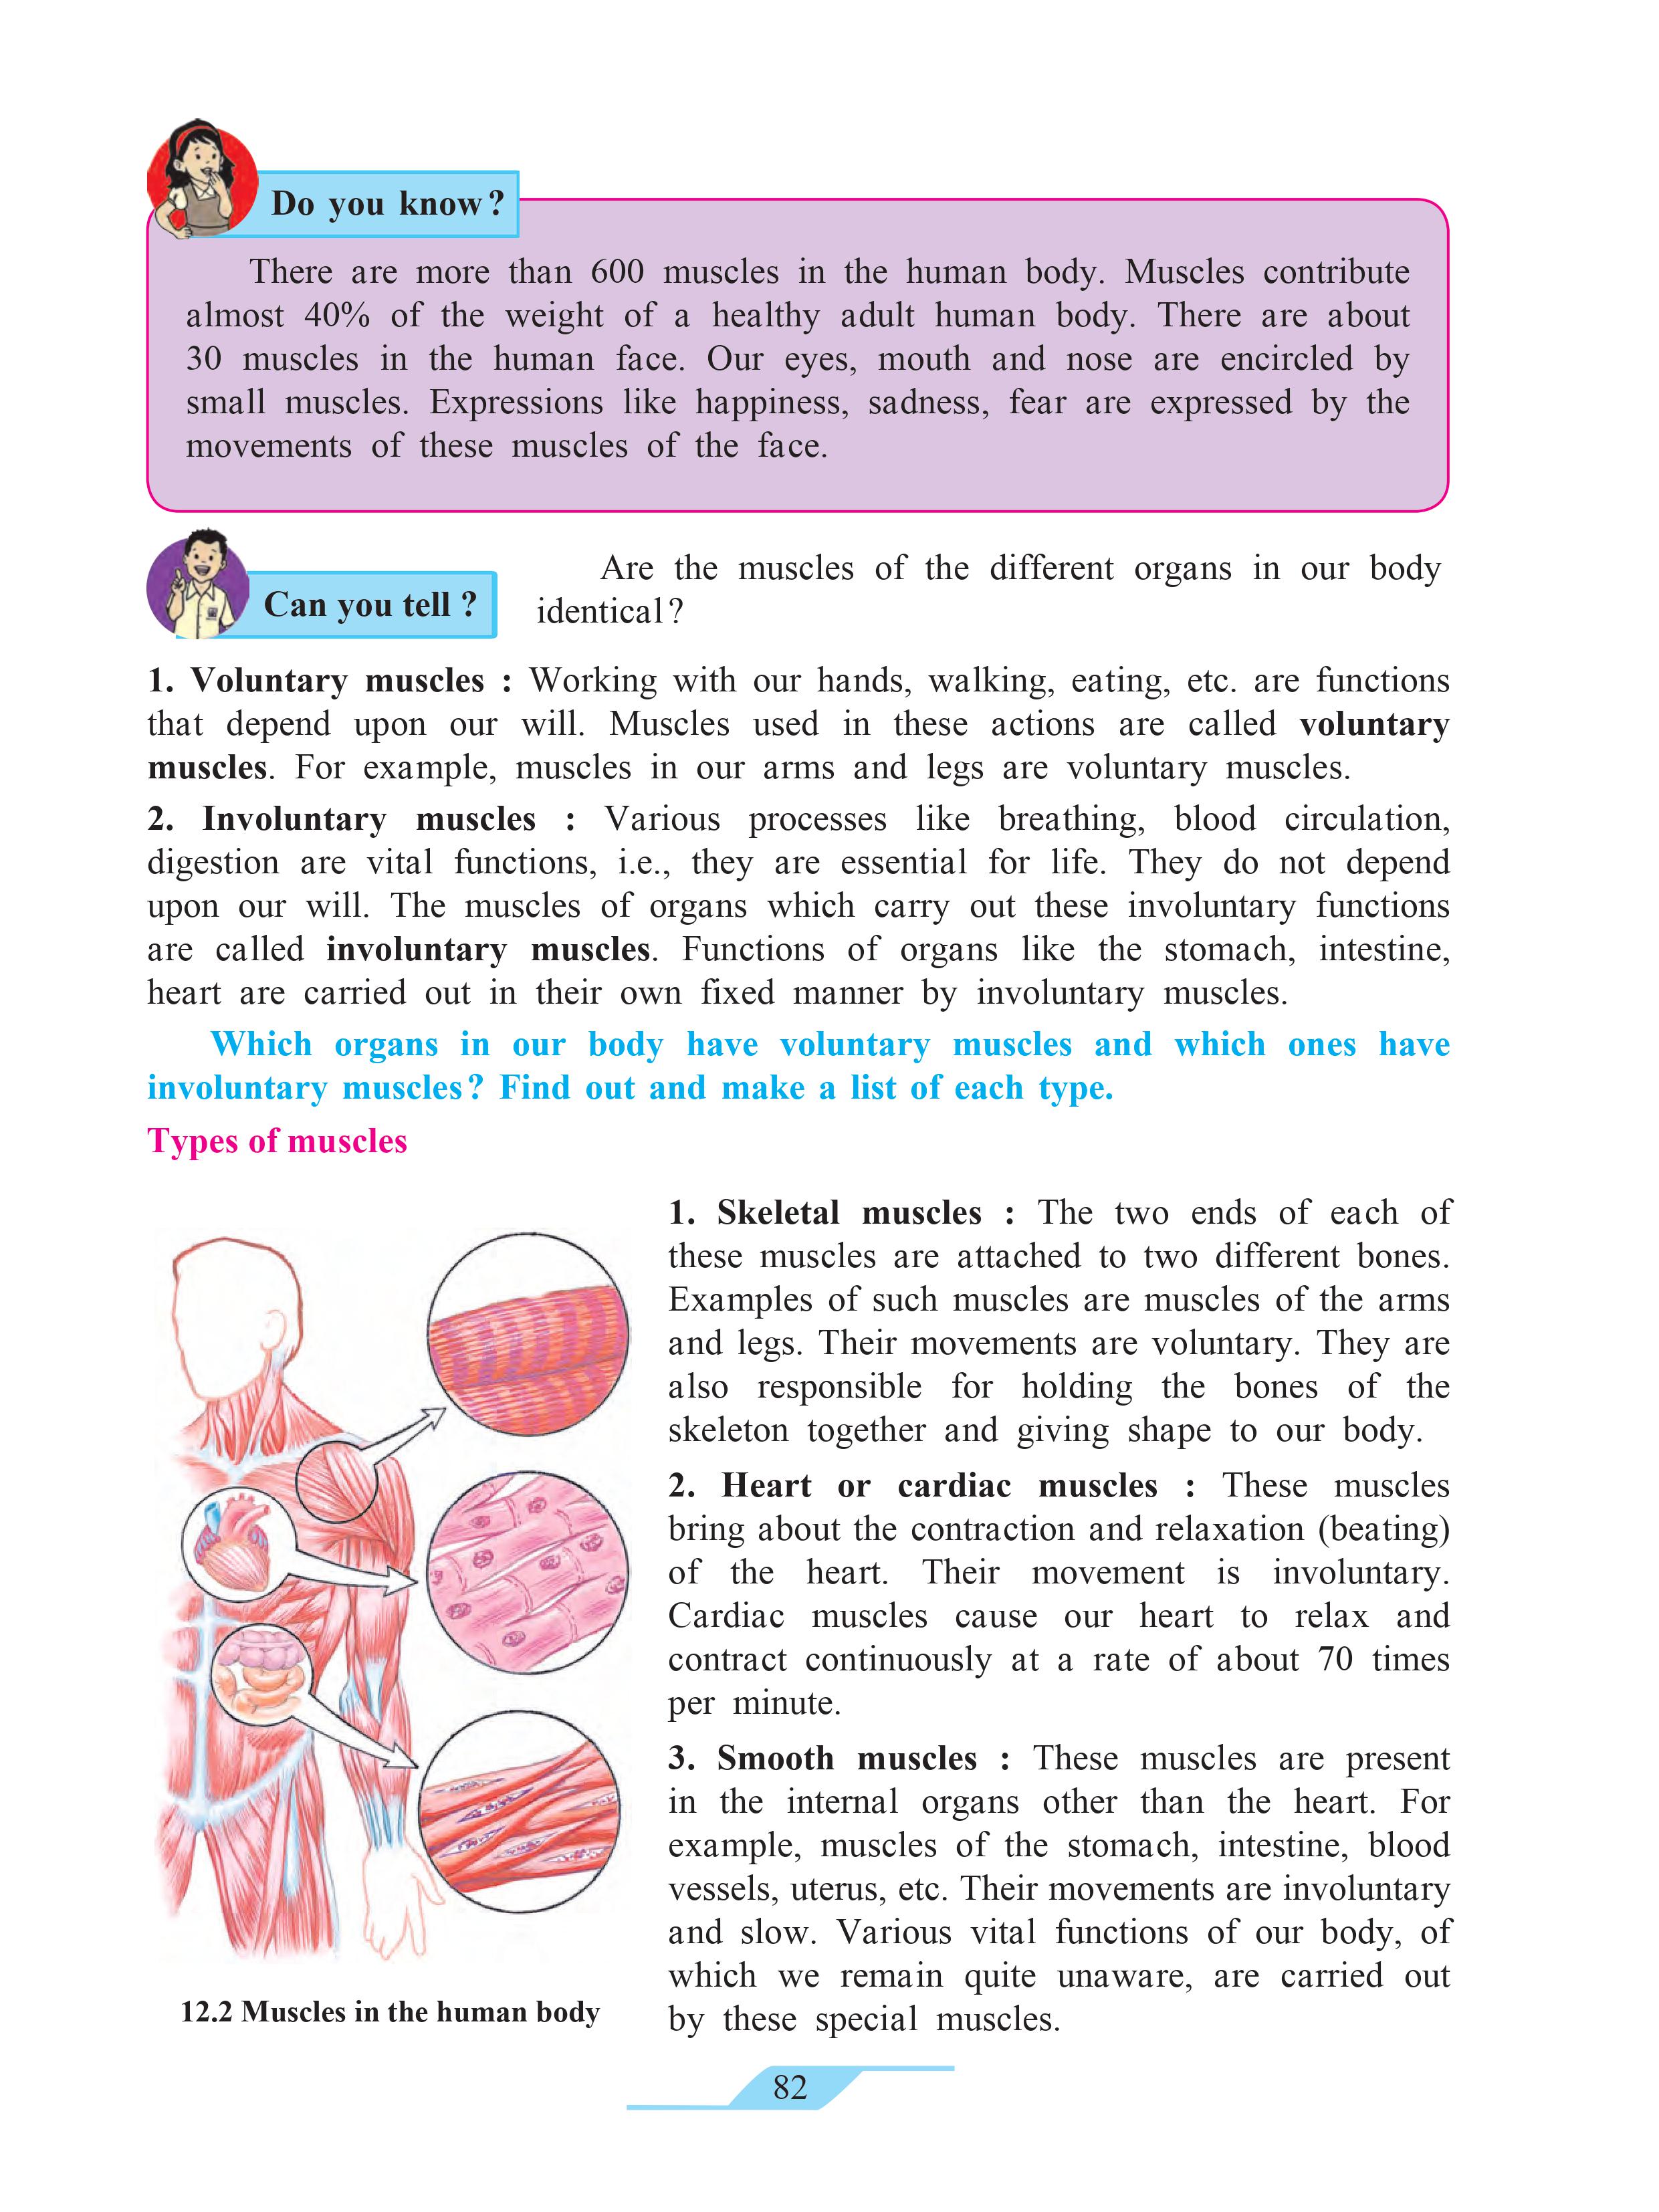 Do you know?
There are more than 600 muscles in the human body. Muscles contribute
almost 40% of the weight of a healthy adult human body. There are about
30 muscles in the human face. Our eyes, mouth and nose are encircled by
small muscles. Expressions like happiness, sadness, fear are expressed by the
movements of these muscles of the face.
Can you tell ?
Are the muscles of the different organs in our body
identical?
1. Voluntary muscles : Working with our hands, walking, eating, etc. are functions
that depend upon our will. Muscles used in these actions are called voluntary
muscles. For example, muscles in our arms and legs are voluntary muscles.
2. Involuntary muscles : Various processes like breathing, blood circulation,
digestion are vital functions, i.e., they are essential for life. They do not depend
upon our will. The muscles of organs which carry out these involuntary functions
are called involuntary muscles. Functions of organs like the stomach, intestine,
heart are carried out in their own fixed manner by involuntary muscles.
Which organs in our body have voluntary muscles and which ones have
involuntary muscles? Find out and make a list of each type.
Types of muscles
1. Skeletal muscles : The two ends of each of
these muscles are attached to two different bones.
Examples of such muscles are muscles of the arms
and legs. Their movements are voluntary. They are
also responsible for holding the bones of the
skeleton together and giving shape to our body.
2. Heart or cardiac muscles : These muscles
bring about the contraction and relaxation (beating)
of the heart. Their movement is involuntary.
Cardiac muscles cause our heart to relax and
contract continuously at a rate of about 70 times
per minute.
3. Smooth muscles : These muscles are present
in the internal organs other than the heart. For
example, muscles of the stomach, intestine, blood
vessels, uterus, etc. Their movements are involuntary
and slow. Various vital functions of our body, of
which we remain quite unaware, are carried out
by these special muscles.
12.2 Muscles in the human body
82